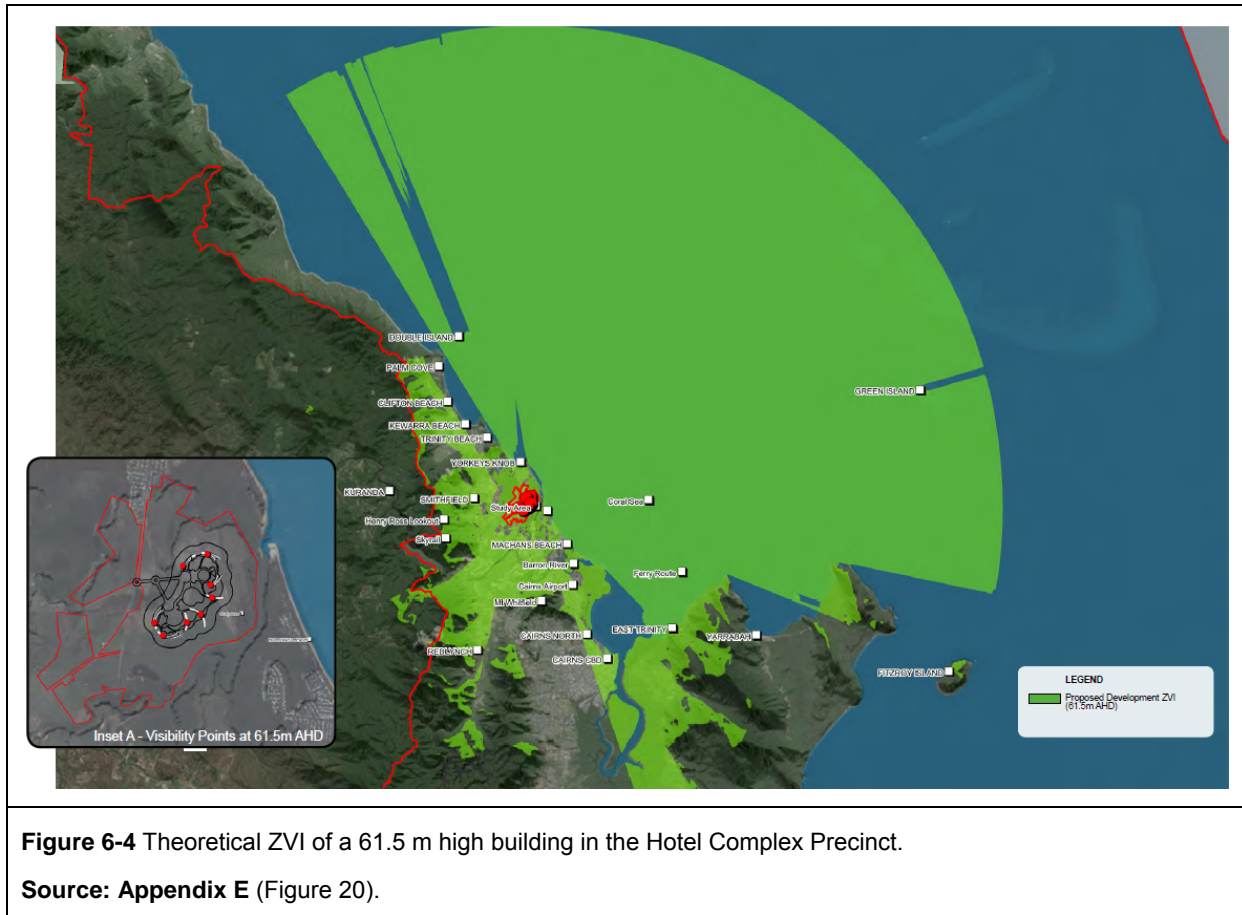 DOUBLE ISLAND
PALM COVE
CLIFTON BEACH
KEWARRA BEACH
TRINITY BEACH
GREEN ISLAND
YORKEYS KNOB
KURANDA
SMITHFIELD
Study Area
Coral Sea
Henry Ross Lookout
Skyrail
MACHANS BEACH
Barron River
Ferry Route
Cairns Airport
Mt Whitfield
CAIRNS NORTH
EAST TRINITY
YARRABAH
REDLYNCH
CAIRNS CBD
FITZROY ISLAND
Inset A - Visibility Points at 61.5m AHD
LEGEND
Proposed Development ZVI
(61.5m AHD)
Figure 6-4 Theoretical ZVI of a 61.5 m high building in the Hotel Complex Precinct.
Source: Appendix E (Figure 20).